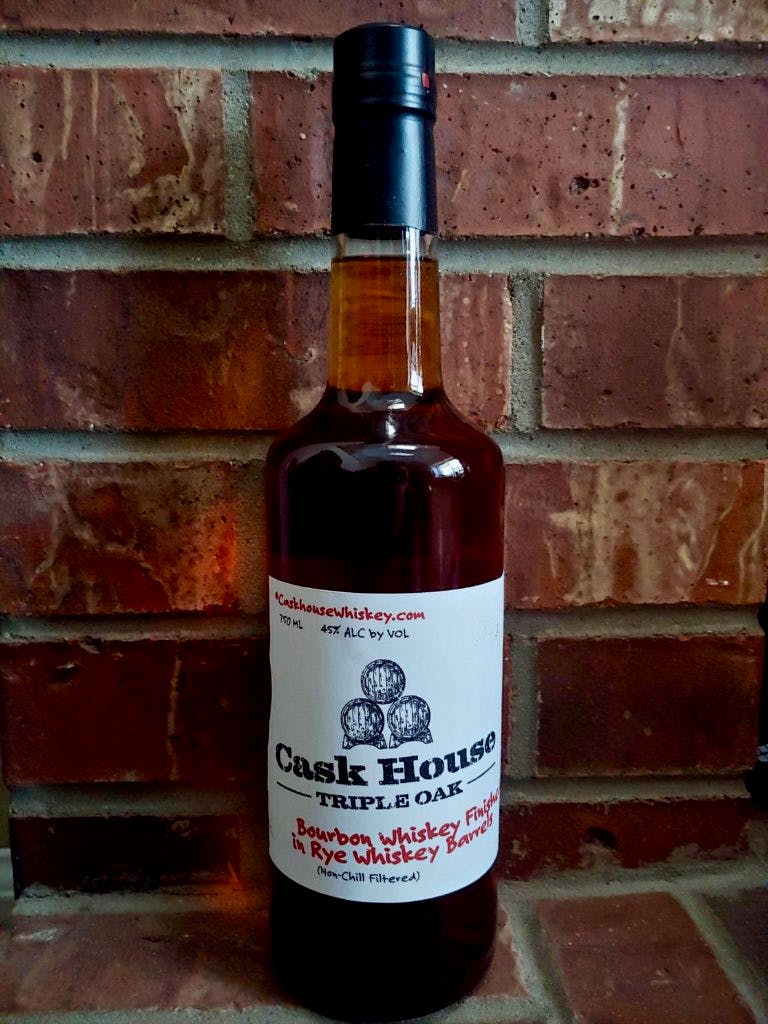 #CaskhouseWhiskey.com
750 ML 45% ALC by VOL
Cask House
TRIPLE OAK
Bourbon Whiskey Finished
in Rye Whiskey Barrels
(Non-Chill Filtered)